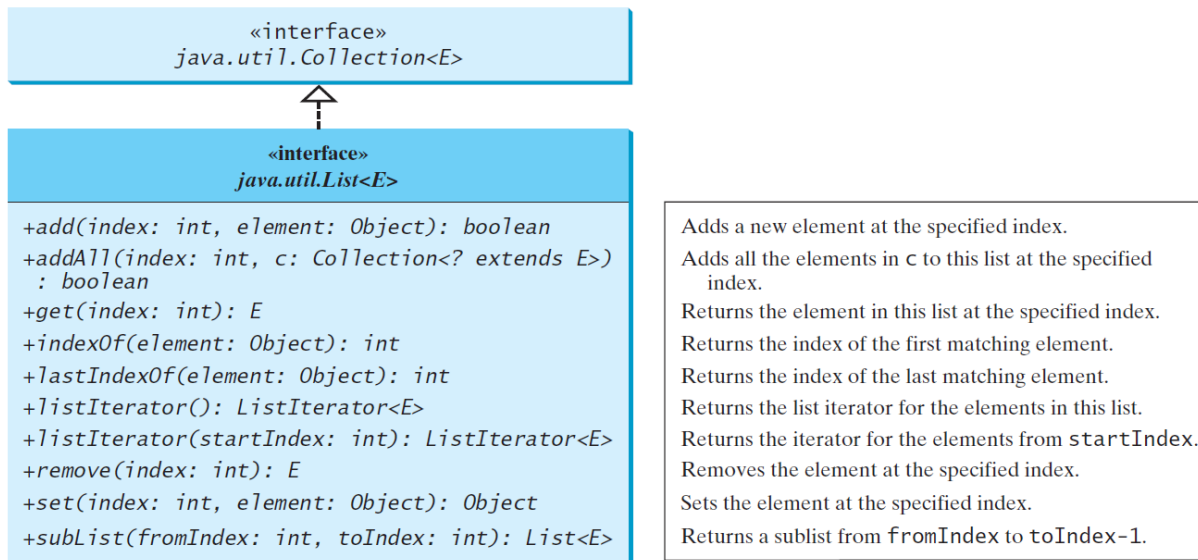 «interface»
java.util.Collection<E>
«interface»
java.util.List<E>
+add(index: int, element: Object): boolean
+addAll(index: int, c: Collection<? extends E>)
: boolean
+get(index: int): E
+indexOf(element: Object): int
+lastIndexOf(element: Object): int
+listIterator(): ListIterator<E>
+listIterator(startIndex: int): ListIterator<E>
+remove(index: int): E
+set(index: int, element: Object): Object
+subList(fromIndex: int, toIndex: int): List<E>
Adds a new element at the specified index.
Adds all the elements in c to this list at the specified
index.
Returns the element in this list at the specified index.
Returns the index of the first matching element.
Returns the index of the last matching element.
Returns the list iterator for the elements in this list.
Returns the iterator for the elements from startIndex.
Removes the element at the specified index.
Sets the element at the specified index.
Returns a sublist from fromIndex to toIndex-1.